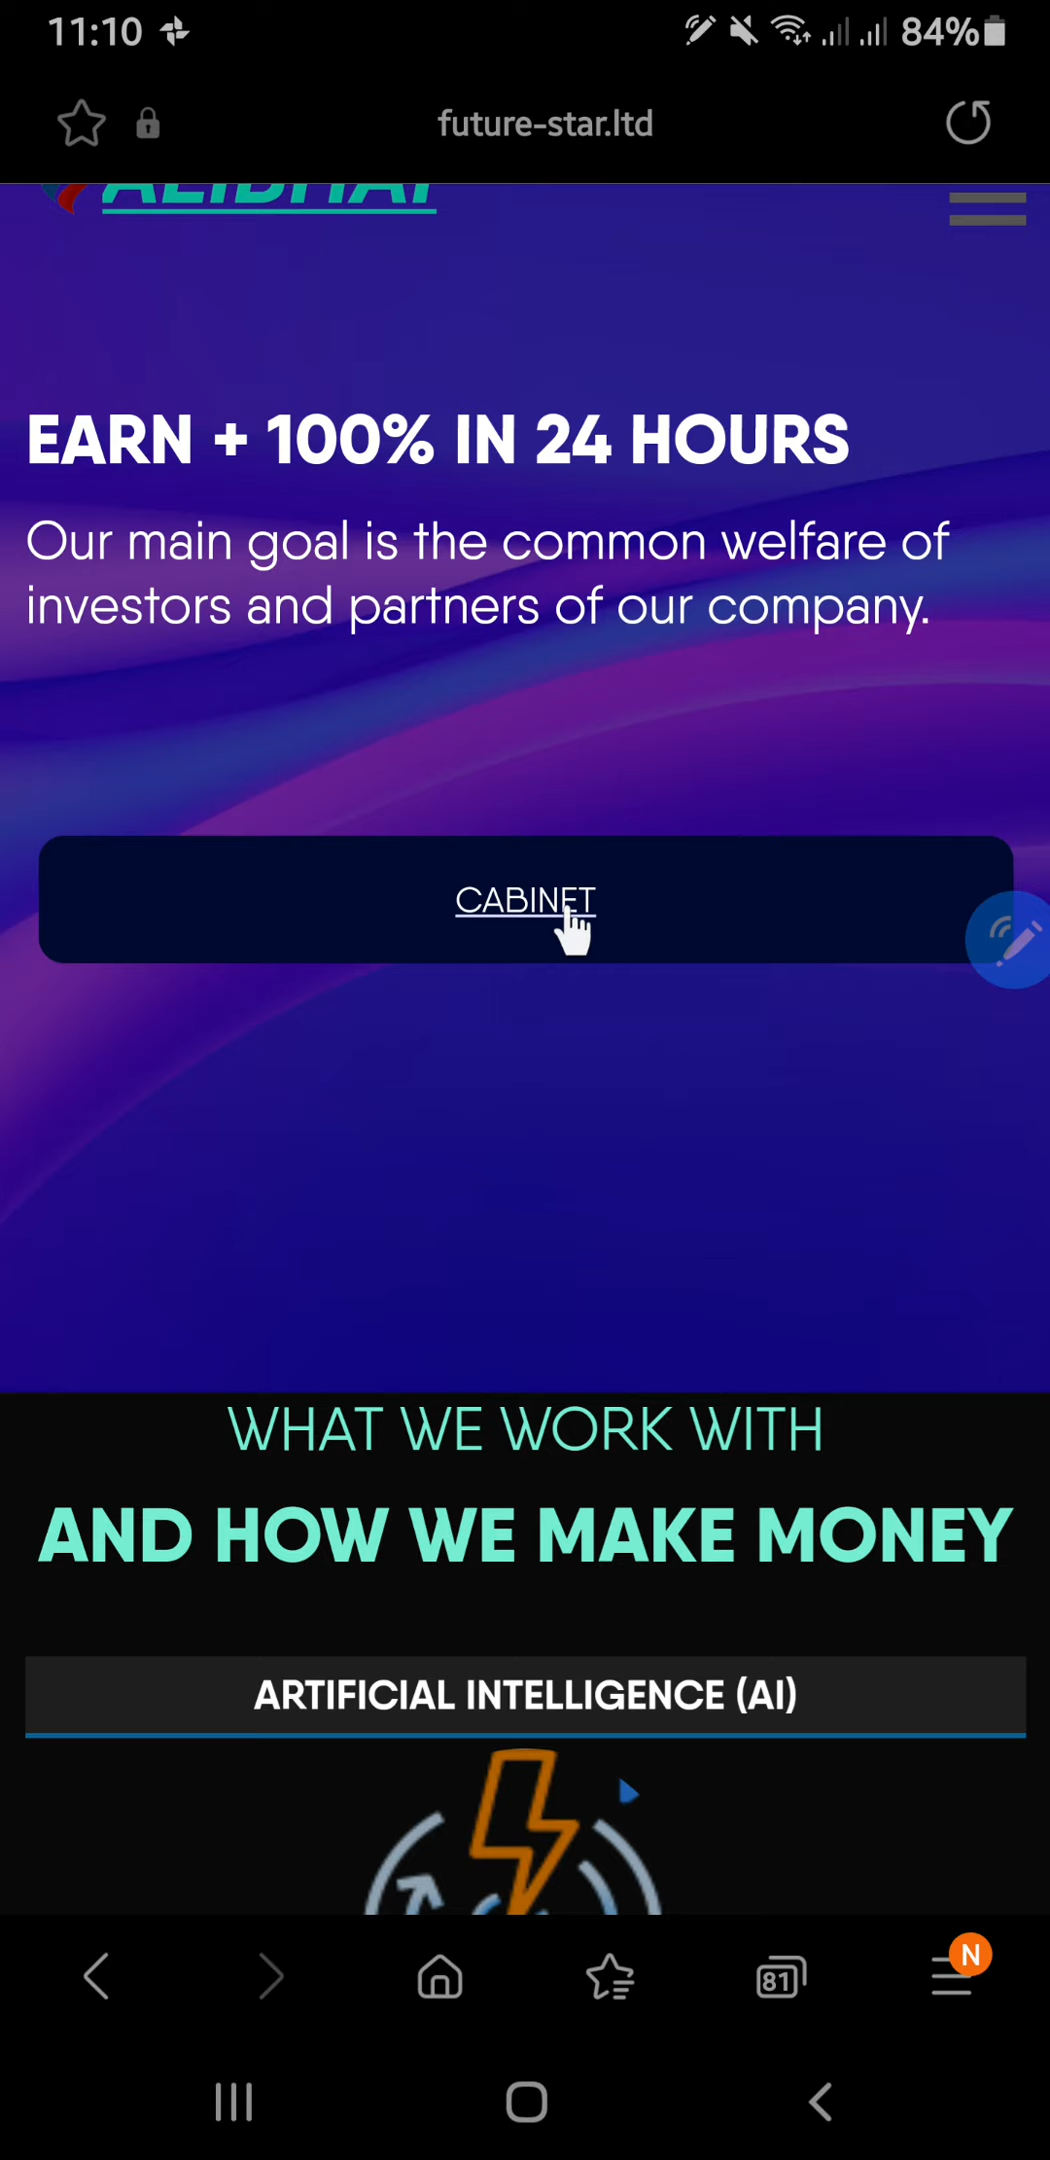 11:10
84%
future-star.ltd
EARN + 100% IN 24 HOURS
Our main goal is the common welfare of
investors and partners of our company.
CABINET
WHAT WE WORK WITH
AND HOW WE MAKE MONEY
ARTIFICIAL INTELLIGENCE (AI)
81
N